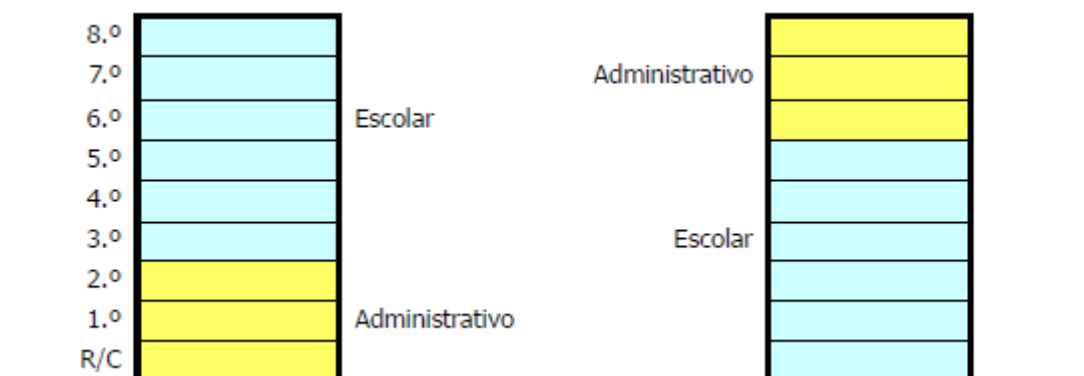 8.º
7.º Administrativo
6.º Escolar
5.º
4.º
3.º Escolar
2.º
1.º Administrativo
R/C